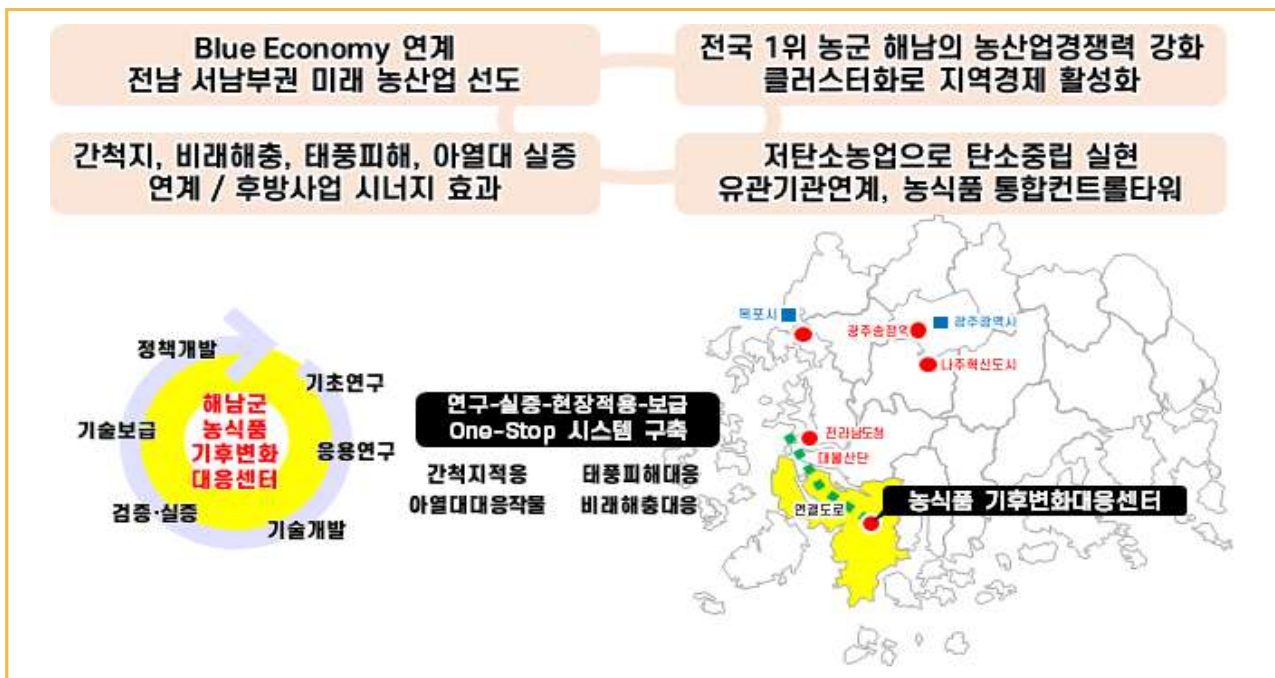 Blue Economy 연계
전남 서남부권 미래 농산업 선도
전국 1위 농군 해남의 농산업경쟁력 강화
클러스터화로 지역경제 활성화
간척지, 비래해충, 태풍피해, 아열대 실증
연계 / 후방사업 시너지 효과
저탄소농업으로 탄소중립 실현
유관기관연계, 농식품 통합컨트롤타워
정책개발
기초연구
기술보급
응용연구
검증·실증
기술개발
해남군
농식품
기후변화
대응센터
연구-실증-현장적용-보급
One-Stop 시스템 구축
간척지적응
태풍피해대응
아열대대응작물
비래해충대응
목포시
광주송정역
광주광역시
나주혁신도시
전라남도청
대불산단
연결도로
농식품 기후변화대응센터